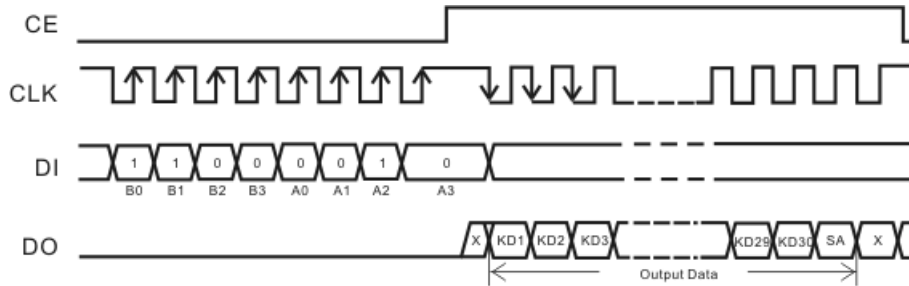 CE
CLK
DI
1 1 0 0 0 0 1 0
B0 B1 B2 B3 A0 A1 A2 A3
DO
X KD1 KD2 KD3 KD29 KD30 SA X
Output Data